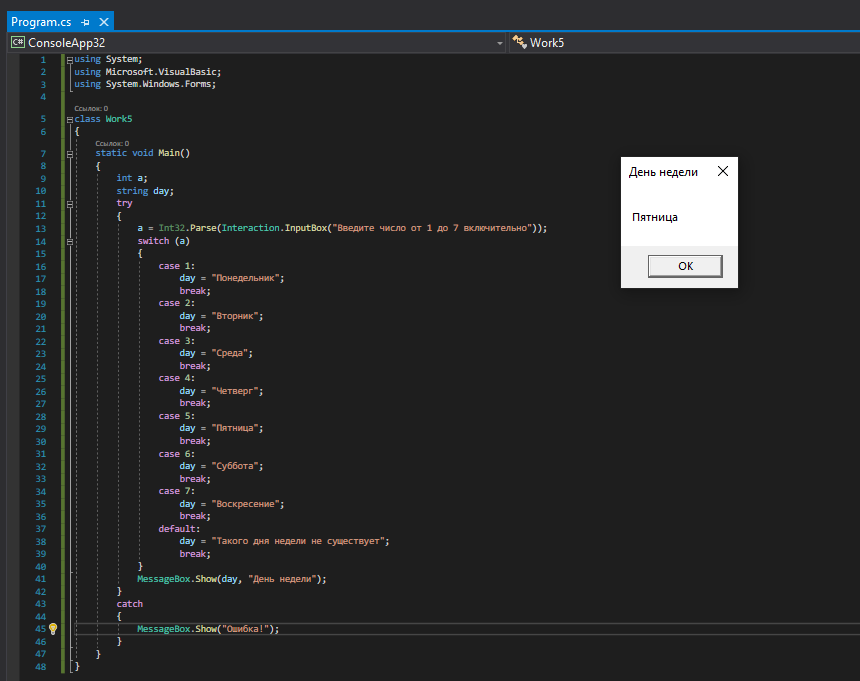 Program.cs
ConsoleApp32
Work5
1 using System;
2 using Microsoft.VisualBasic;
3 using System.Windows.Forms;
4
Ссылок: 0
5 class Work5
6 {
Ссылок: 0
7 static void Main()
8 {
9 int a;
10 string day;
11 try
12 {
13 a = Int32.Parse(Interaction.InputBox("Введите число от 1 до 7 включительно"));
14 switch (a)
15 {
16 case 1:
17 day = "Понедельник";
18 break;
19 case 2:
20 day = "Вторник";
21 break;
22 case 3:
23 day = "Среда";
24 break;
25 case 4:
26 day = "Четверг";
27 break;
28 case 5:
29 day = "Пятница";
30 break;
31 case 6:
32 day = "Суббота";
33 break;
34 case 7:
35 day = "Воскресение";
36 break;
37 default:
38 day = "Такого дня недели не существует";
39 break;
40 }
41 MessageBox.Show(day, "День недели");
42 }
43 catch
44 {
45 MessageBox.Show("Ошибка!");
46 }
47 }
48 }
День недели
Пятница
OK